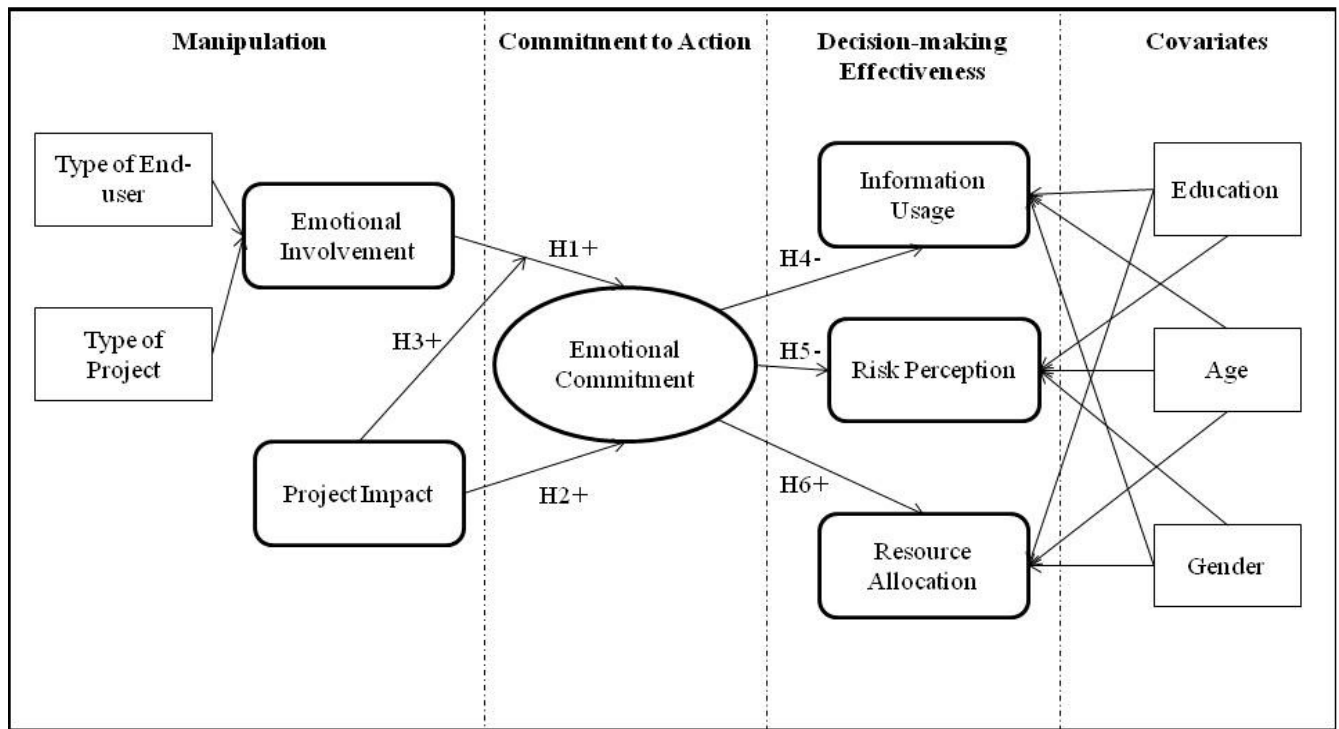 Manipulation
Commitment to Action
Decision-making
Effectiveness
Covariates
Type of End-
user
Emotional
Involvement
Type of
Project
Project Impact
H1+
H3+
H2+
Emotional
Commitment
H4-
H5-
H6+
Information
Usage
Risk Perception
Resource
Allocation
Education
Age
Gender